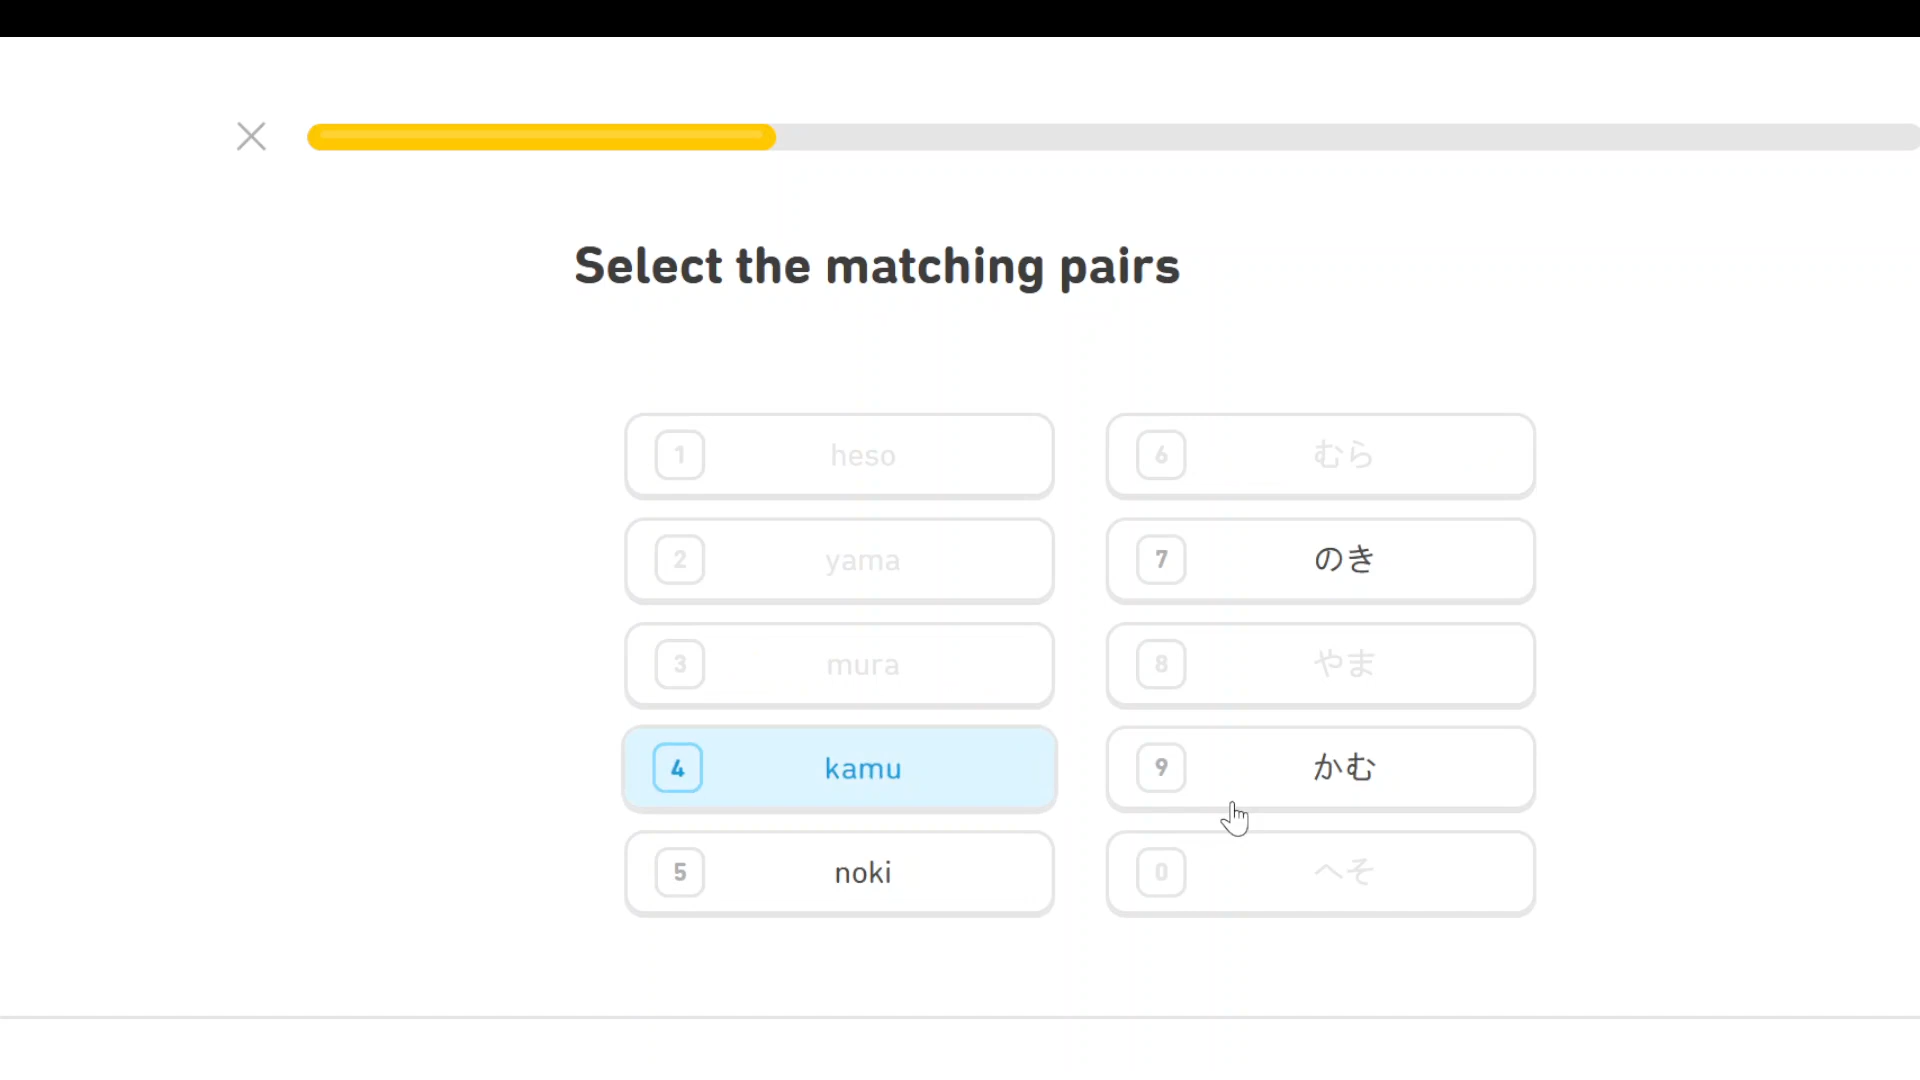 Select the matching pairs
1 heso
6 むら
2 yama
7 のき
3 mura
8 やま
4 kamu
9 かむ
5 noki
0 へそ